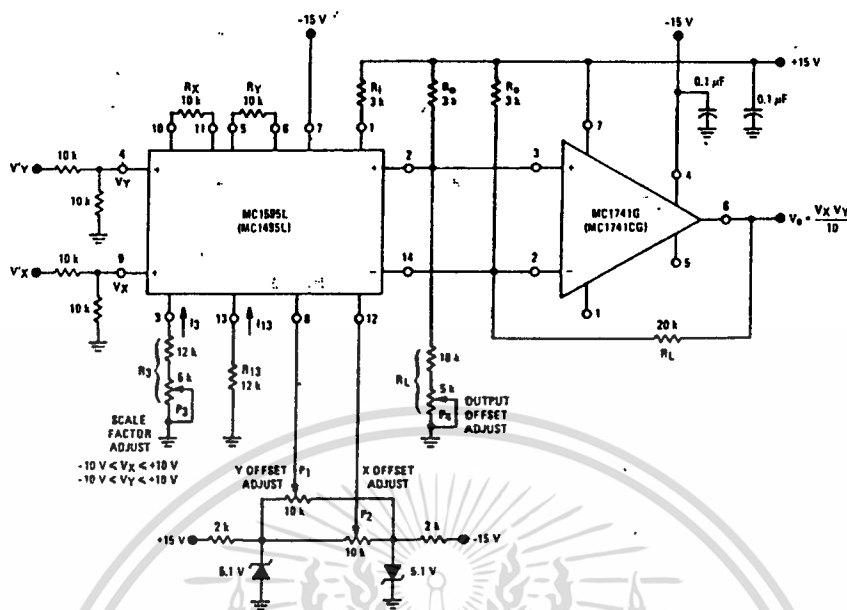 -15 V
-15 V
+15 V
RX
10 k
RY
10 k
3 k
3 k
Ro
3 k
0.1 µF
0.1 µF
10
11
5
6
7
1
7
V'Y
10 k
4
VY
+
10 k
MC1595L
(MC1495L)
+
2
3
+
4
MC1741G
(MC1741CG)
6
Vo = VX VY
10
5
V'X
10 k
9
VX
+
10 k
−
14
2
−
1
3
I3
13
I13
8
12
20 k
RL
R3
12 k
R13
12 k
5 k
P3
RL
18 k
5 k
OUTPUT
OFFSET
ADJUST
SCALE
FACTOR
ADJUST
-10 V < VX < +10 V
-10 V < VY < +10 V
Y OFFSET
ADJUST
P1
X OFFSET
ADJUST
10 k
P2
+15 V
2 k
10 k
2 k
-15 V
5.1 V
5.1 V